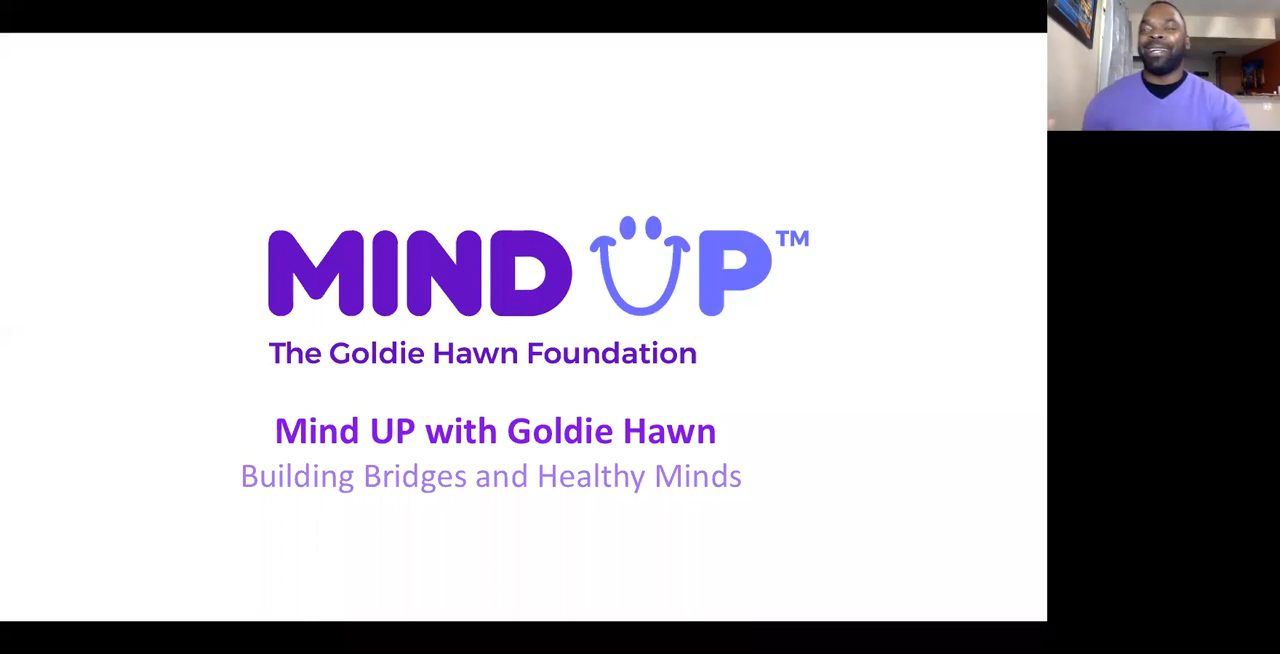 MIND UP™
The Goldie Hawn Foundation
Mind UP with Goldie Hawn
Building Bridges and Healthy Minds